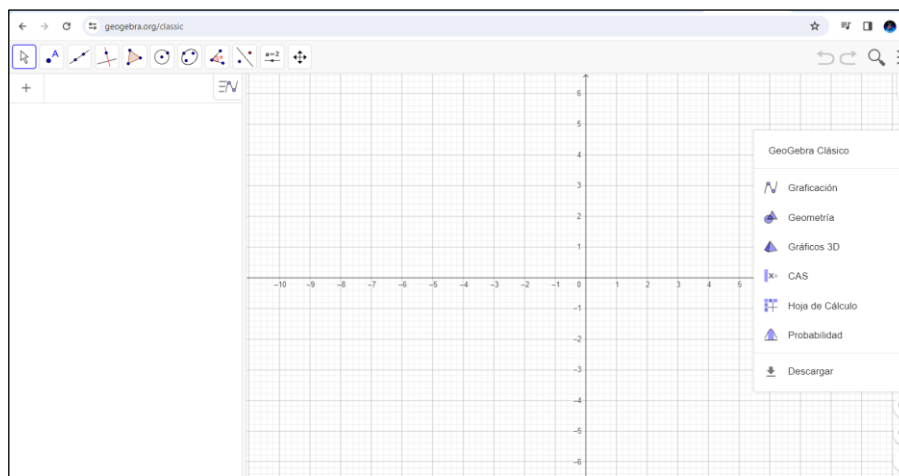 geogebra.org/classic
A
a=2
+
6
5
4
3
2
1
-10 -9 -8 -7 -6 -5 -4 -3 -2 -1 0 1 2 3 4 5
-1
-2
-3
-4
-5
-6
GeoGebra Clásico
Graficación
Geometría
Gráficos 3D
x= CAS
Hoja de Cálculo
Probabilidad
Descargar